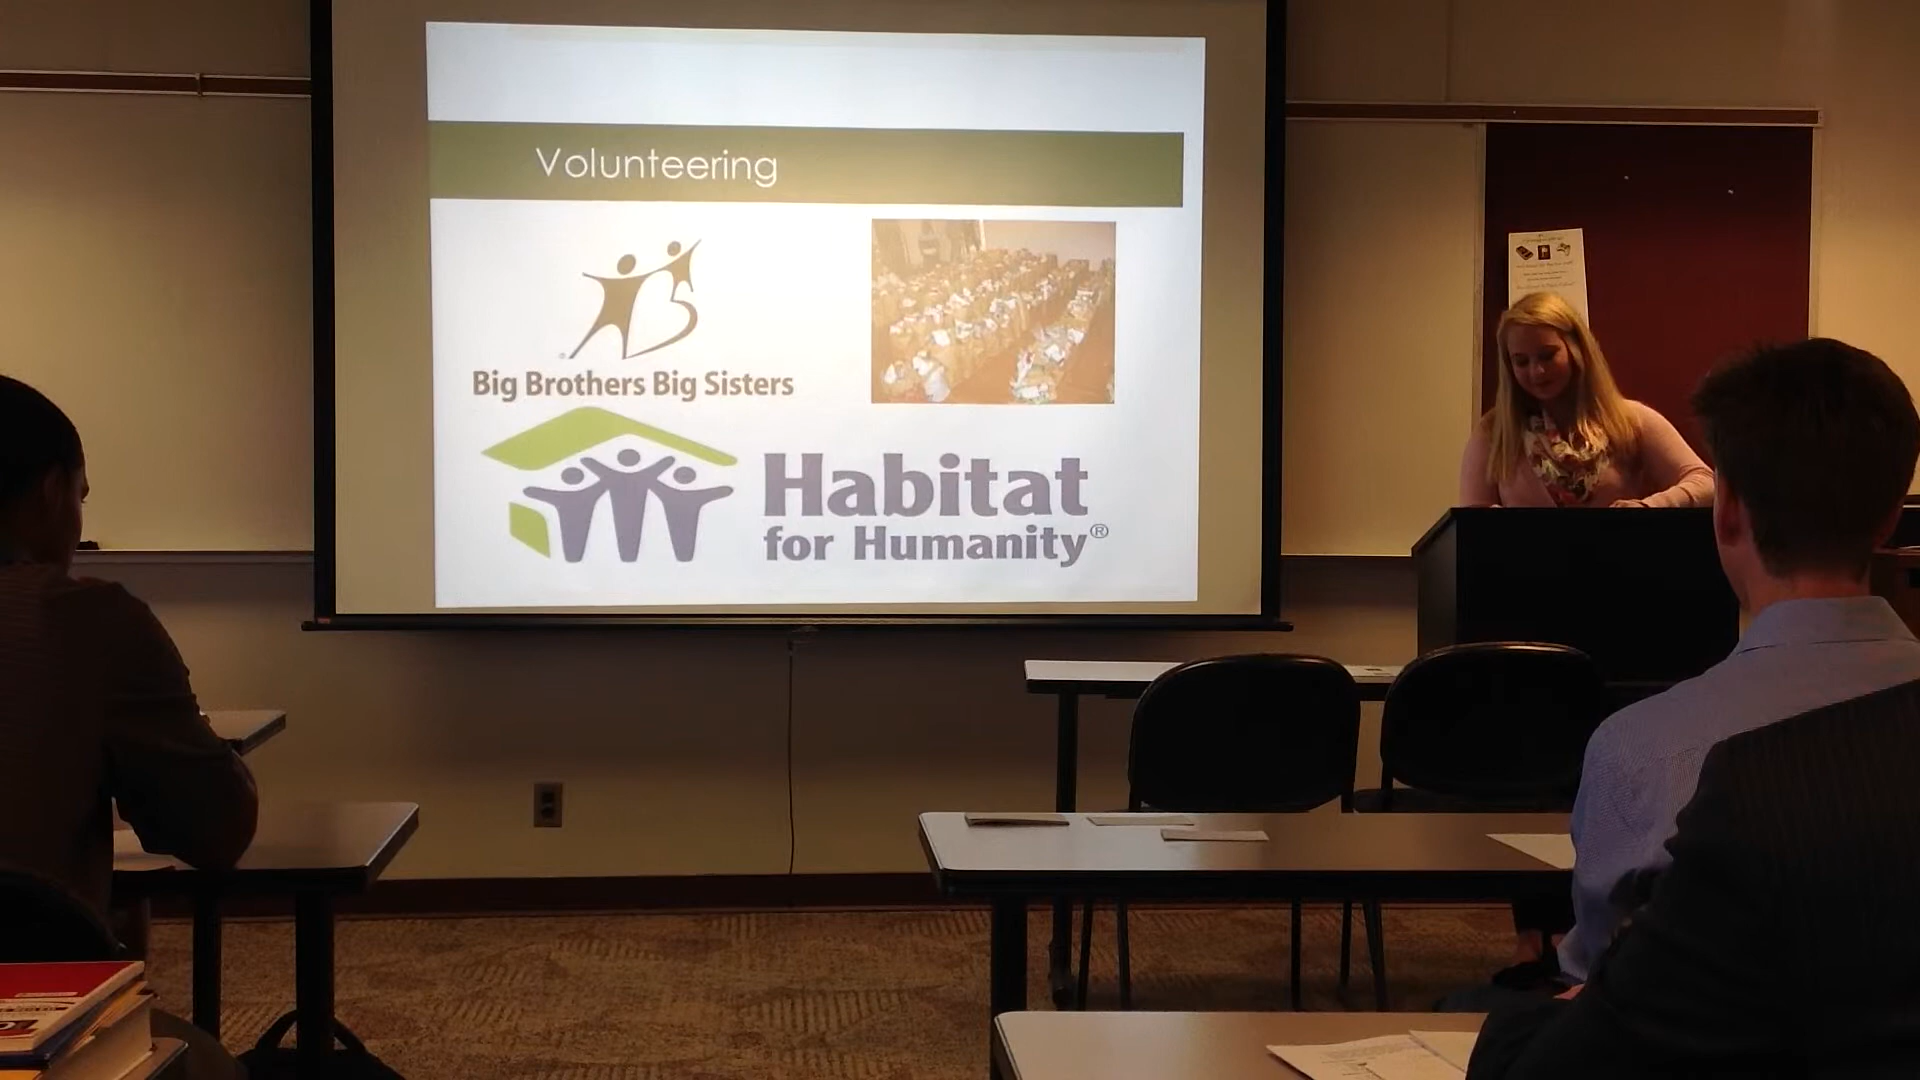 Volunteering
Big Brothers Big Sisters
Habitat
for Humanity®